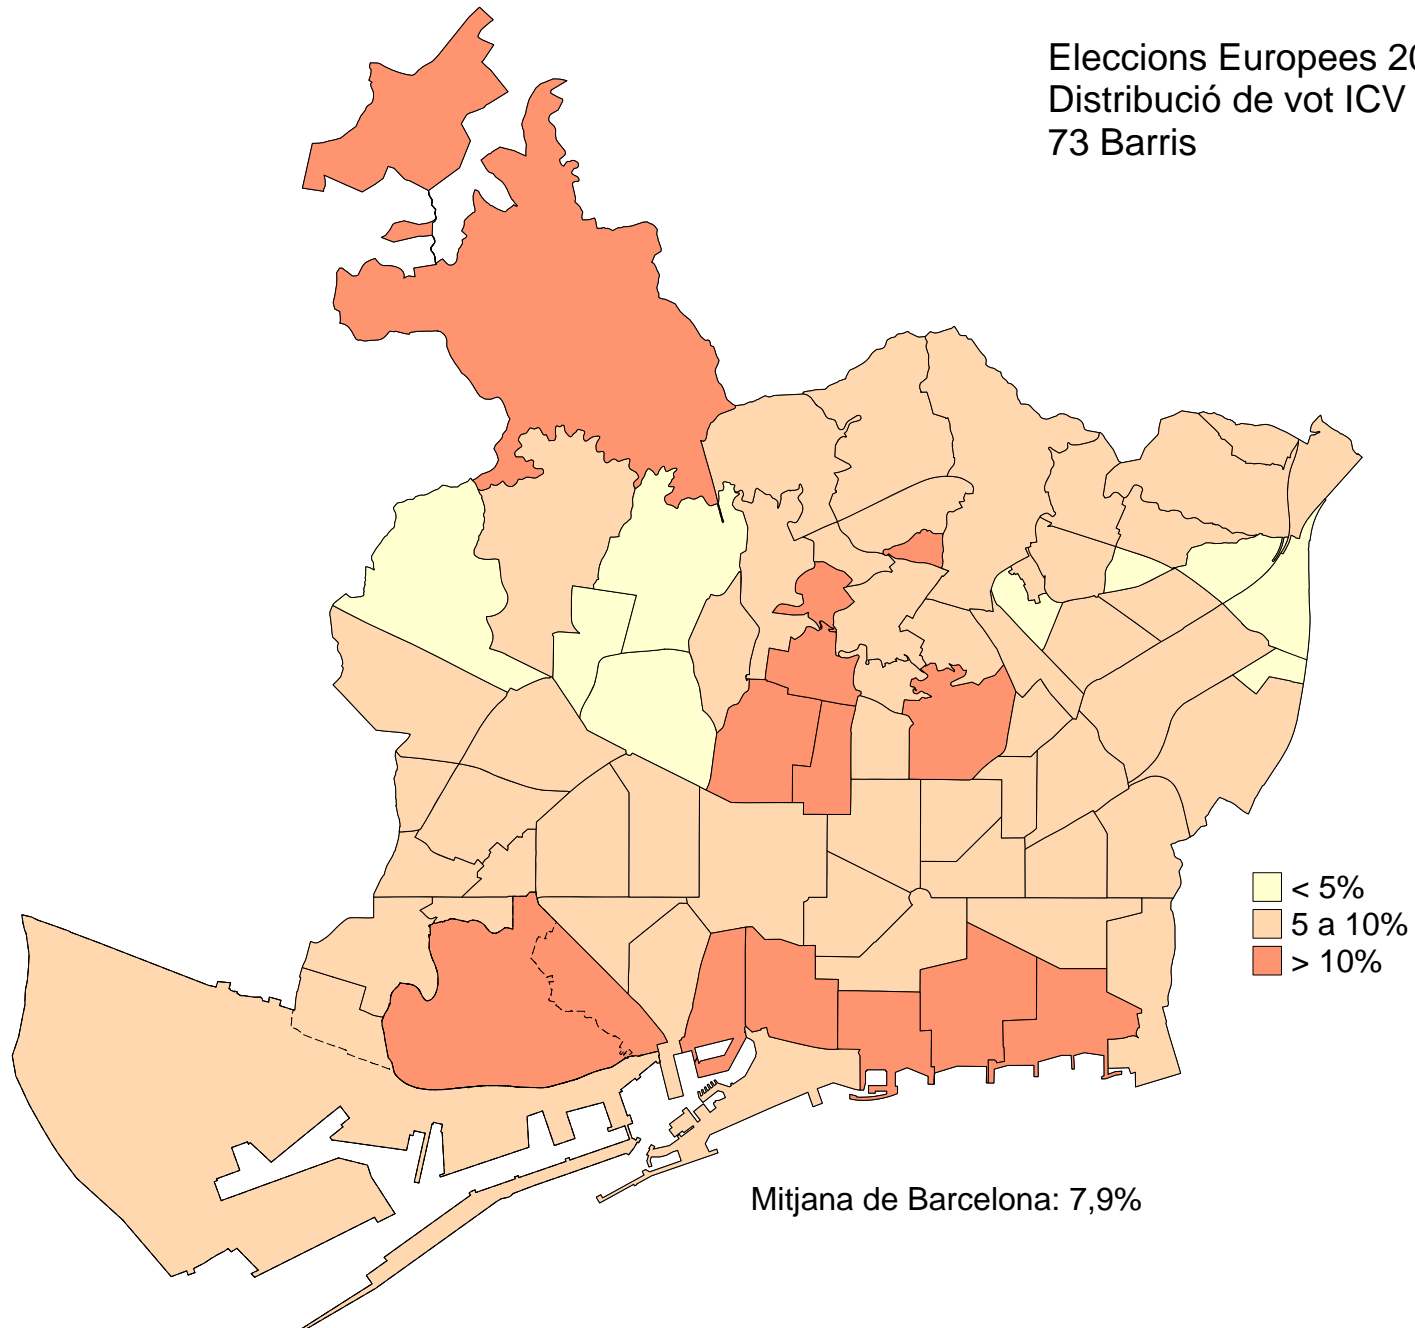 Eleccions Europees 20
Distribució de vot ICV
73 Barris
< 5%
5 a 10%
> 10%
Mitjana de Barcelona: 7,9%